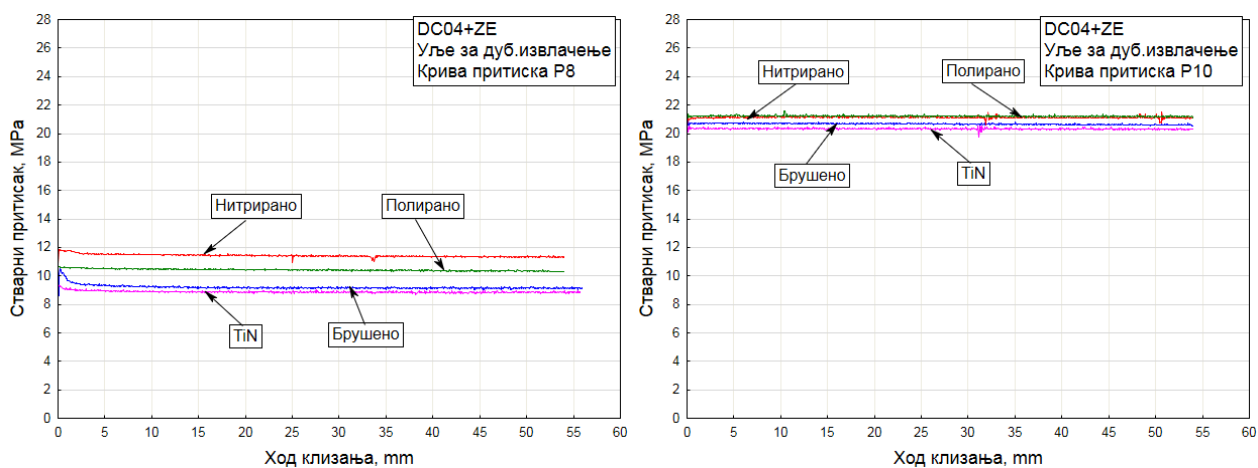 DC04+ZE
Уље за дуб.извлачење
Крива притиска P8
Стварни притисак, MPa
28
26
24
22
20
18
16
14
12
10
8
6
4
2
0
Нитрирано
Полирано
TiN
Брушено
0 5 10 15 20 25 30 35 40 45 50 55 60
Ход клизања, mm
DC04+ZE
Уље за дуб.извлачење
Крива притиска P10
Стварни притисак, MPa
28
26
24
22
20
18
16
14
12
10
8
6
4
2
0
Нитрирано
Полирано
Брушено
TiN
0 5 10 15 20 25 30 35 40 45 50 55 60
Ход клизања, mm